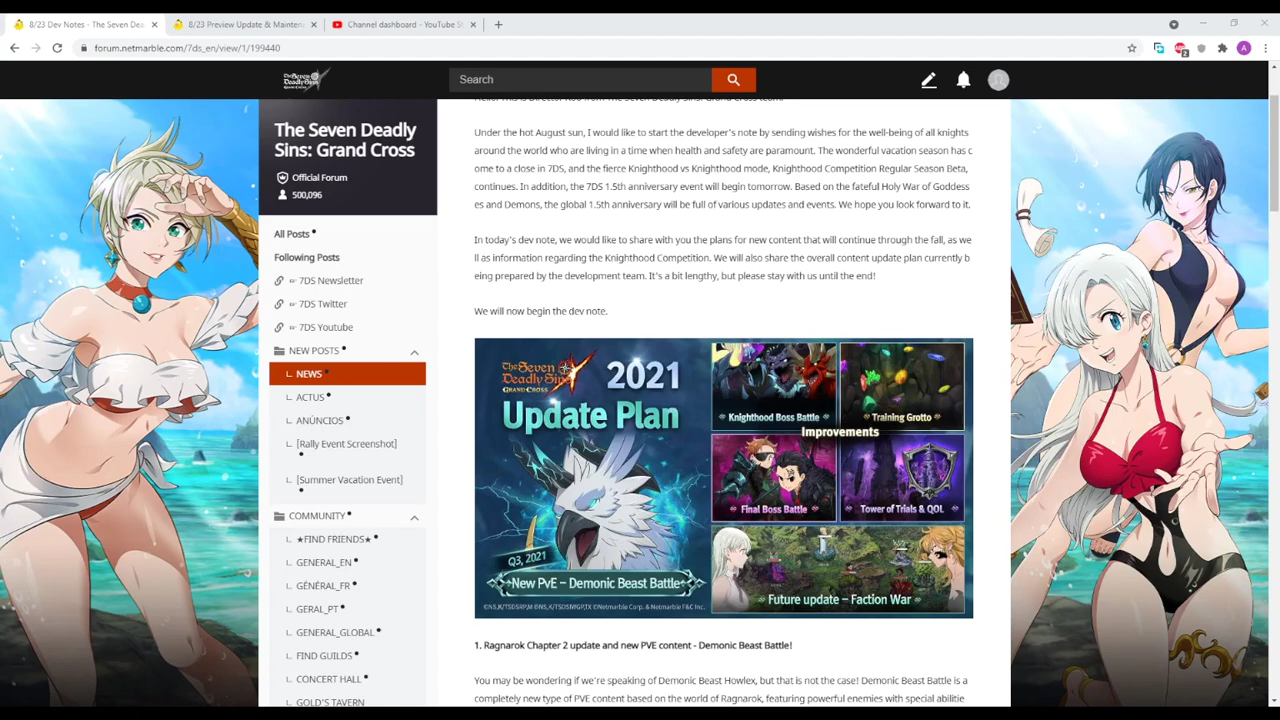 8/23 Dev Notes - The Seven Dea
8/23 Preview Update & Mainten
Channel dashboard - YouTube St
forum.netmarble.com/7ds_en/view/1/199440
A
2
The Seven Deadly Sins
GRAND CROSS
Search
The Seven Deadly
Sins: Grand Cross
Official Forum
500,096
All Posts
Following Posts
7DS Newsletter
7DS Twitter
7DS Youtube
NEW POSTS
NEWS
ACTUS
ANÚNCIOS
[Rally Event Screenshot]
[Summer Vacation Event]
COMMUNITY
★FIND FRIENDS★
GENERAL_EN
GÉNÉRAL_FR
GERAL_PT
GENERAL_GLOBAL
FIND GUILDS
CONCERT HALL
GOLD'S TAVERN
Under the hot August sun, I would like to start the developer's note by sending wishes for the well-being of all knights
around the world who are living in a time when health and safety are paramount. The wonderful vacation season has c
ome to a close in 7DS, and the fierce Knighthood vs Knighthood mode, Knighthood Competition Regular Season Beta,
continues. In addition, the 7DS 1.5th anniversary event will begin tomorrow. Based on the fateful Holy War of Goddess
es and Demons, the global 1.5th anniversary will be full of various updates and events. We hope you look forward to it.
In today's dev note, we would like to share with you the plans for new content that will continue through the fall, as we
ll as information regarding the Knighthood Competition. We will also share the overall content update plan currently b
eing prepared by the development team. It's a bit lengthy, but please stay with us until the end!
We will now begin the dev note.
The Seven
Deadly Sins
GRAND CROSS
2021
Update Plan
Q3, 2021
New PvE – Demonic Beast Battle
Knighthood Boss Battle
Training Grotto
Improvements
Final Boss Battle
Tower of Trials & QOL
Future update – Faction War
©NS,K/TSDSRP,M ©NS,K/TSDSMGP,TX ©Netmarble Corp. & Netmarble F&C Inc.
1. Ragnarok Chapter 2 update and new PVE content - Demonic Beast Battle!
You may be wondering if we're speaking of Demonic Beast Howlex, but that is not the case! Demonic Beast Battle is a
completely new type of PVE content based on the world of Ragnarok, featuring powerful enemies with special abilitie